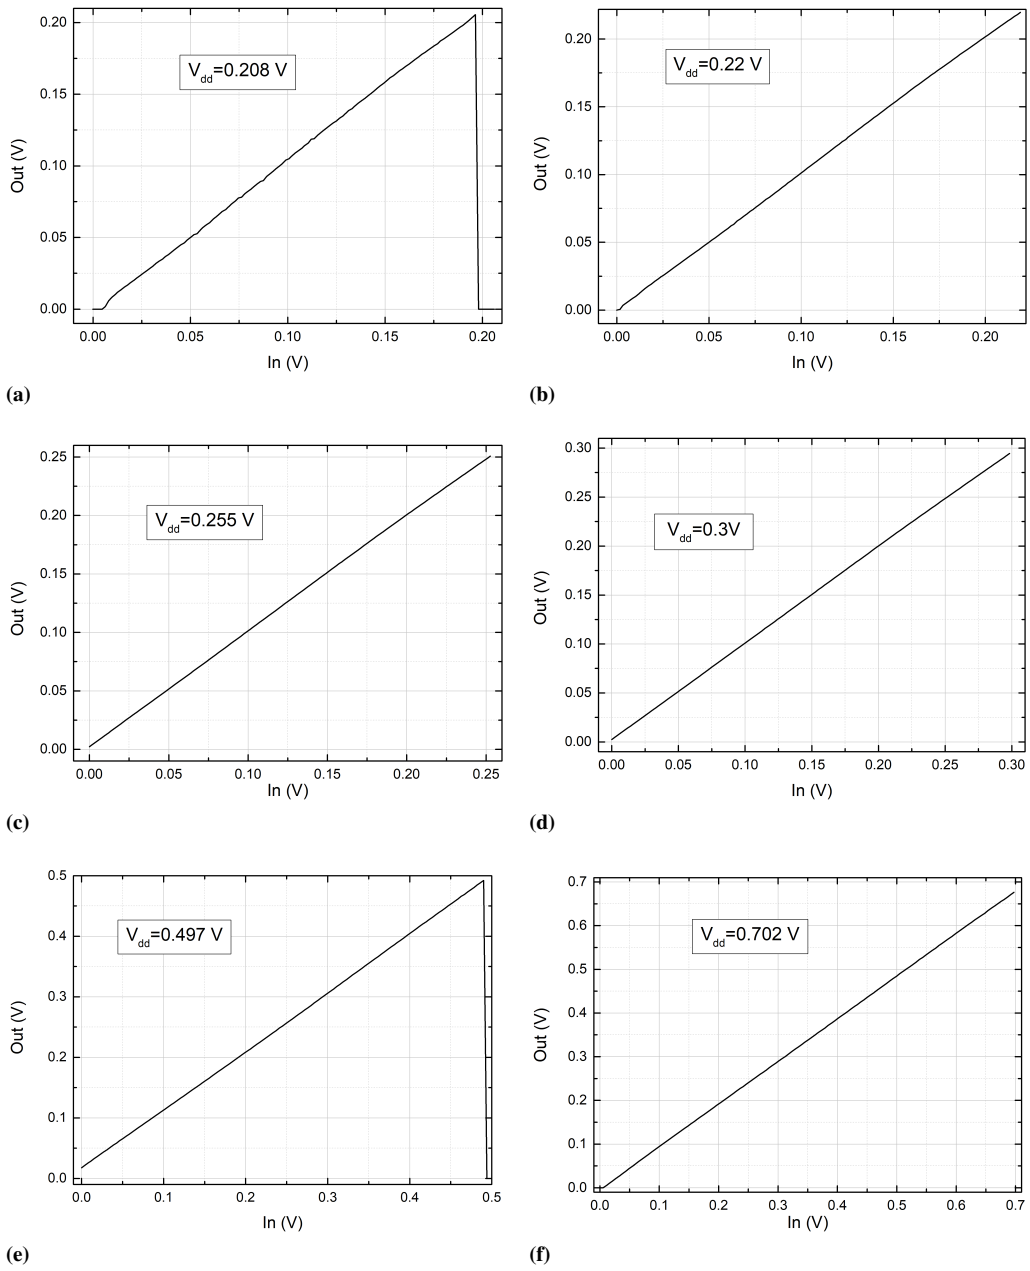 0.20
0.15
0.10
0.05
0.00
Out (V)
V_dd=0.208 V
0.00 0.05 0.10 0.15 0.20
In (V)
(a)
0.20
0.15
0.10
0.05
0.00
Out (V)
V_dd=0.22 V
0.00 0.05 0.10 0.15 0.20
In (V)
(b)
0.25
0.20
0.15
0.10
0.05
0.00
Out (V)
V_dd=0.255 V
0.00 0.05 0.10 0.15 0.20 0.25
In (V)
(c)
0.30
0.25
0.20
0.15
0.10
0.05
0.00
Out (V)
V_dd=0.3V
0.00 0.05 0.10 0.15 0.20 0.25 0.30
In (V)
(d)
0.5
0.4
0.3
0.2
0.1
0.0
Out (V)
V_dd=0.497 V
0.0 0.1 0.2 0.3 0.4 0.5
In (V)
(e)
0.7
0.6
0.5
0.4
0.3
0.2
0.1
0.0
Out (V)
V_dd=0.702 V
0.0 0.1 0.2 0.3 0.4 0.5 0.6 0.7
In (V)
(f)